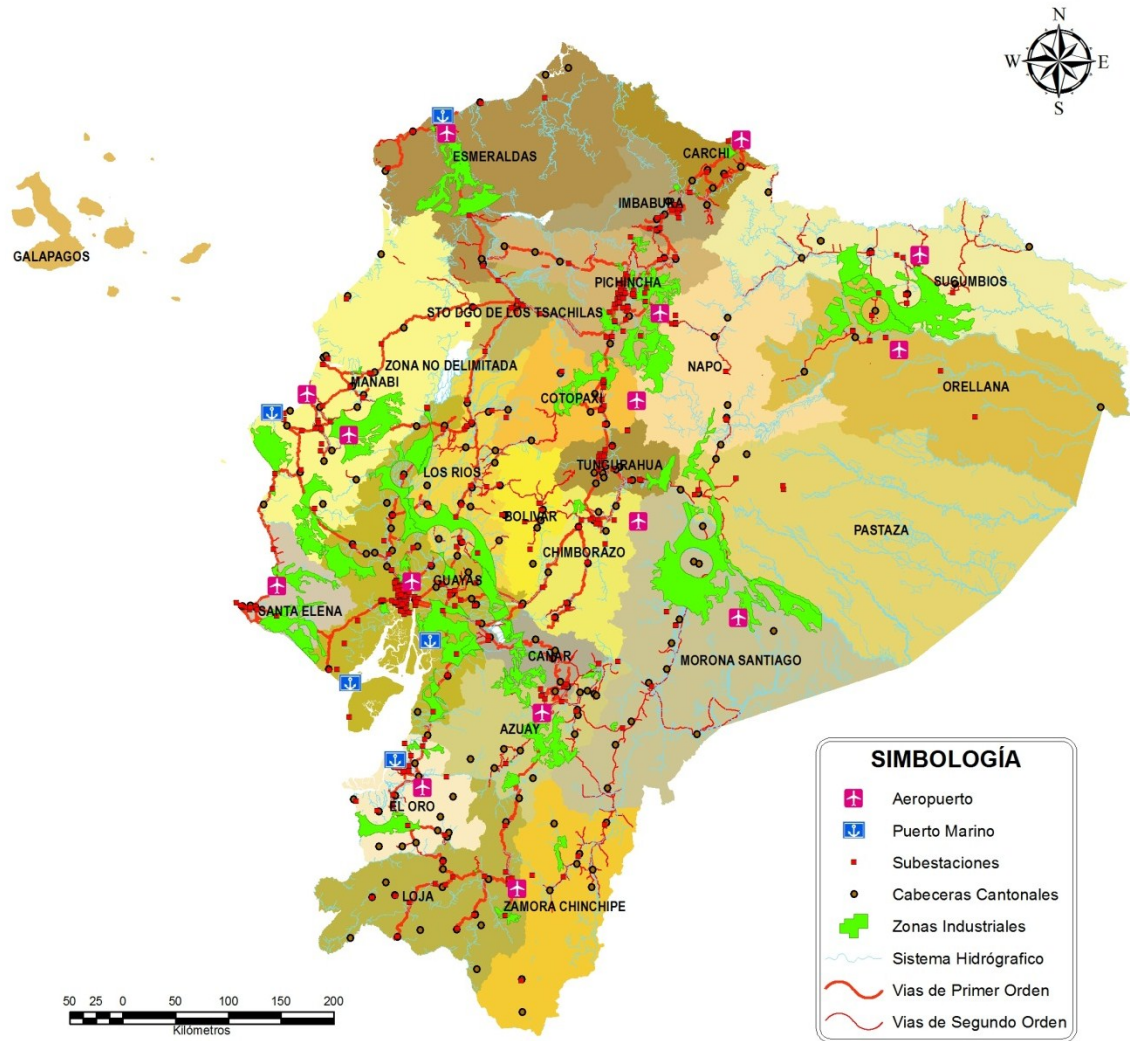 N
W E
S
ESMERALDAS
CARCHI
IMBABURA
GALAPAGOS
PICHINCHA
SUCUMBIOS
STO DGO DE LOS TSACHILAS
ZONA NO DELIMITADA
NAPO
MANABI
ORELLANA
COTOPAXI
LOS RIOS
TUNGURAHUA
BOLIVAR
PASTAZA
CHIMBORAZO
GUAYAS
SANTA ELENA
CAÑAR
MORONA SANTIAGO
AZUAY
EL ORO
LOJA
ZAMORA CHINCHIPE
50 25 0 50 100 150 200
Kilómetros
SIMBOLOGÍA
Aeropuerto
Puerto Marino
Subestaciones
Cabeceras Cantonales
Zonas Industriales
Sistema Hidrógrafico
Vias de Primer Orden
Vias de Segundo Orden